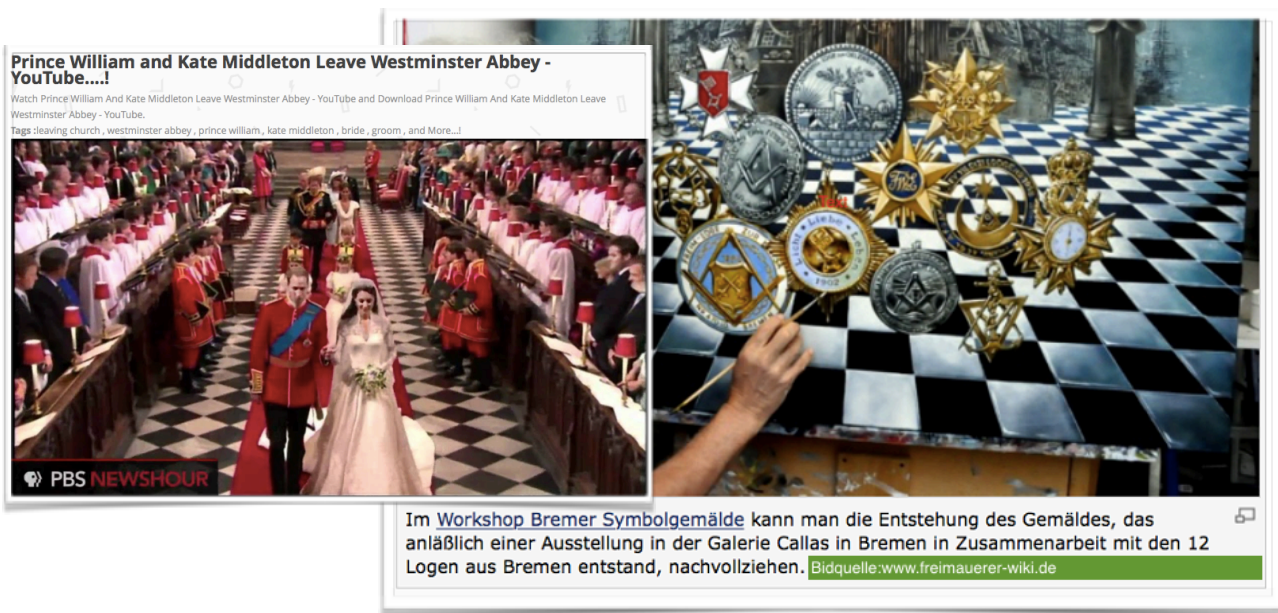 Prince William and Kate Middleton Leave Westminster Abbey -
YouTube....!
Watch Prince William And Kate Middleton Leave Westminster Abbey - YouTube and Download Prince William And Kate Middleton Leave
Westminster Abbey - YouTube.
Tags :leaving church , westminster abbey , prince william , kate middleton , bride , groom , and More...!
PBS NEWSHOUR
Licht Liebe Leben
1902
Im Workshop Bremer Symbolgemälde kann man die Entstehung des Gemäldes, das
anläßlich einer Ausstellung in der Galerie Callas in Bremen in Zusammenarbeit mit den 12
Logen aus Bremen entstand, nachvollziehen. Bidquelle:www.freimauerer-wiki.de